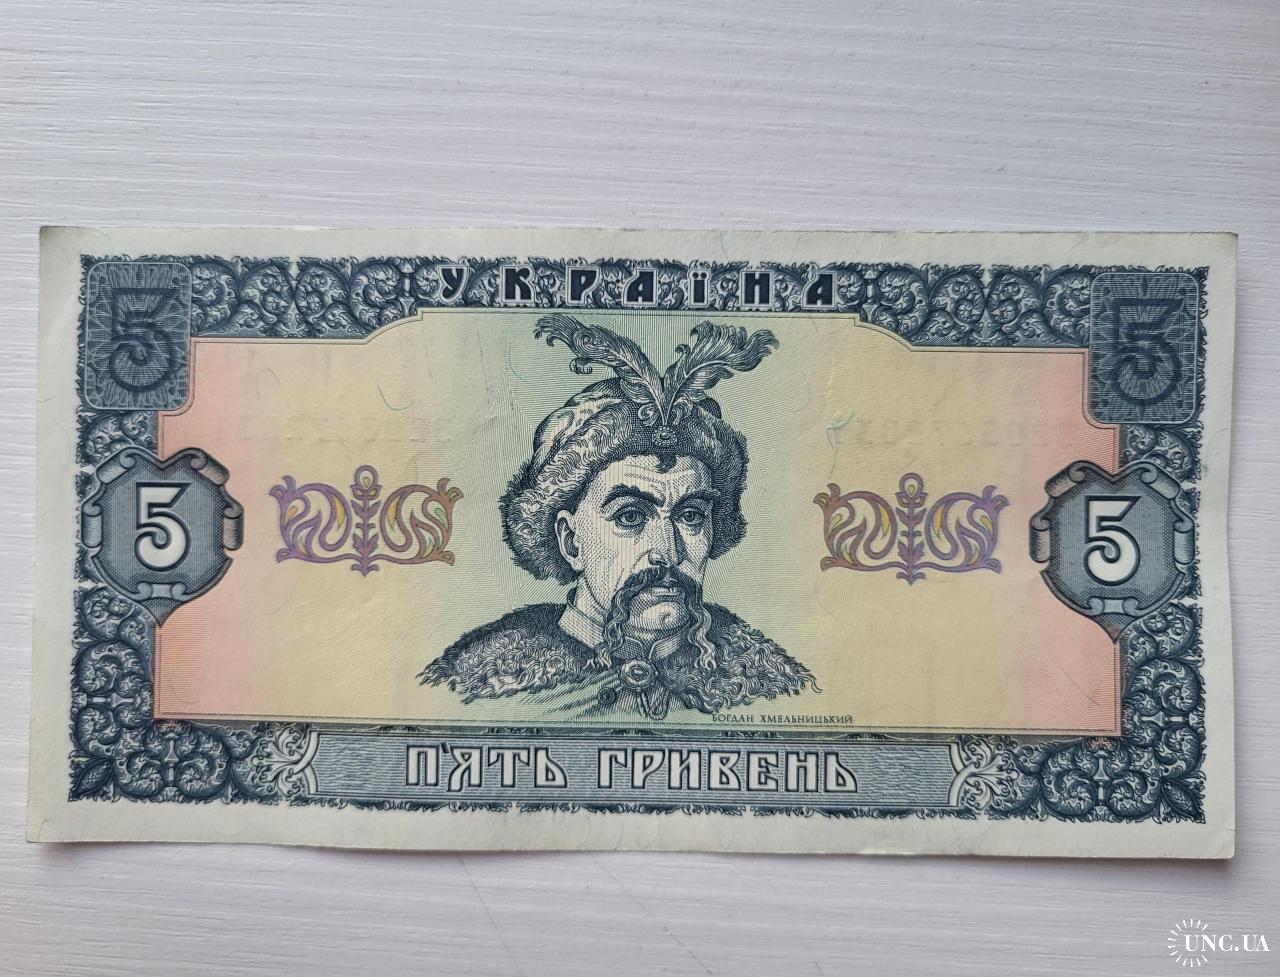 УКРАЇНА
5 5
5 5
БОГДАН ХМЕЛЬНИЦЬКИЙ
П'ЯТЬ ГРИВЕНЬ
UNC.UA